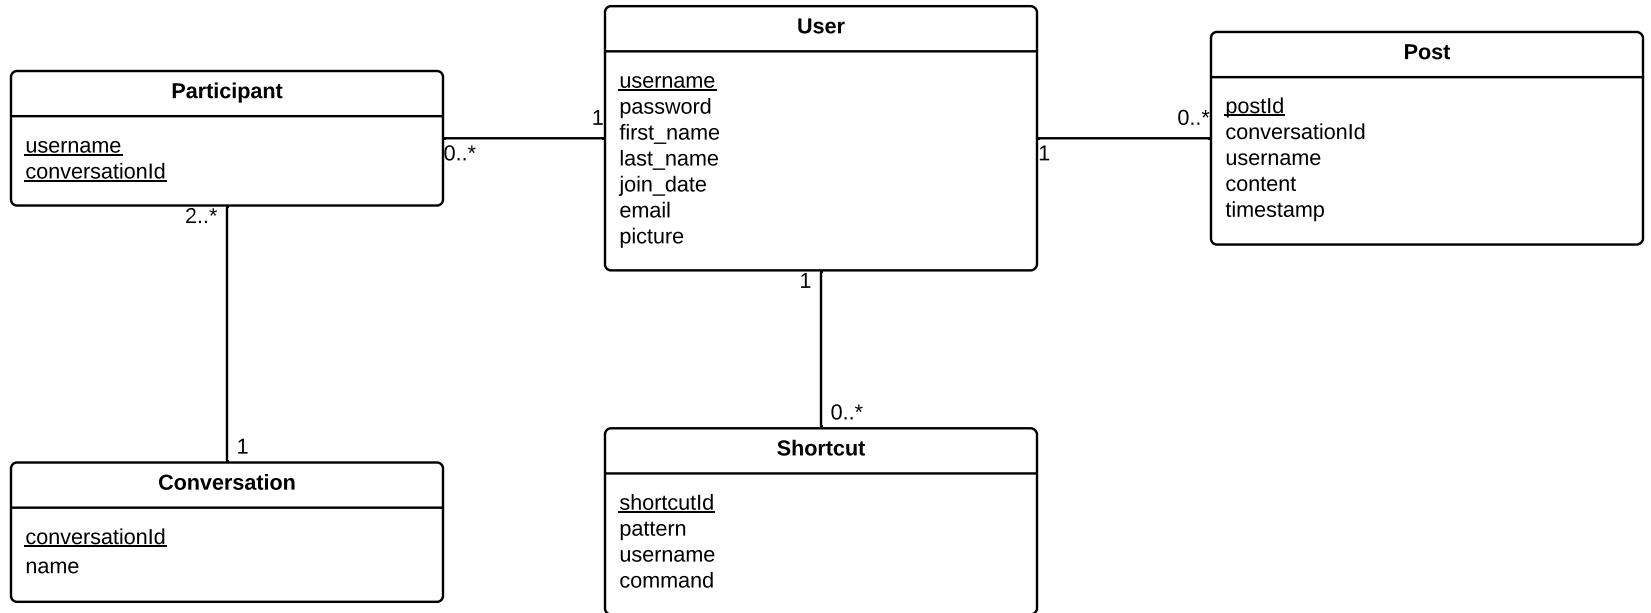 User
username
password
first_name
last_name
join_date
email
picture
Participant
username
conversationId
Post
postId
conversationId
username
content
timestamp
1
0..*
0..*
1
2..*
1
1
0..*
Conversation
conversationId
name
Shortcut
shortcutId
pattern
username
command